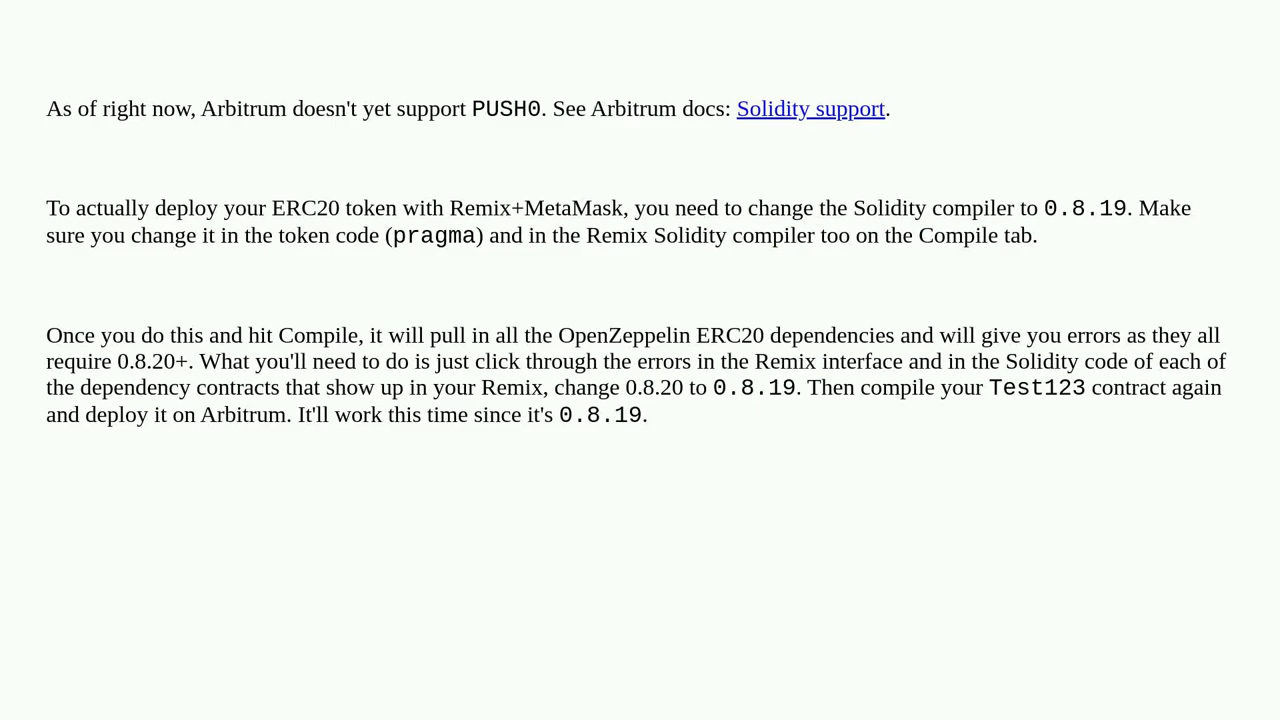 As of right now, Arbitrum doesn't yet support PUSH0. See Arbitrum docs: Solidity support.
To actually deploy your ERC20 token with Remix+MetaMask, you need to change the Solidity compiler to 0.8.19. Make
sure you change it in the token code (pragma) and in the Remix Solidity compiler too on the Compile tab.
Once you do this and hit Compile, it will pull in all the OpenZeppelin ERC20 dependencies and will give you errors as they all
require 0.8.20+. What you'll need to do is just click through the errors in the Remix interface and in the Solidity code of each of
the dependency contracts that show up in your Remix, change 0.8.20 to 0.8.19. Then compile your Test123 contract again
and deploy it on Arbitrum. It'll work this time since it's 0.8.19.